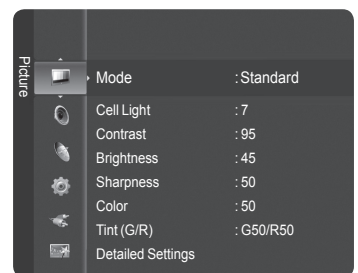 Picture
Mode : Standard
Cell Light : 7
Contrast : 95
Brightness : 45
Sharpness : 50
Color : 50
Tint (G/R) : G50/R50
Detailed Settings